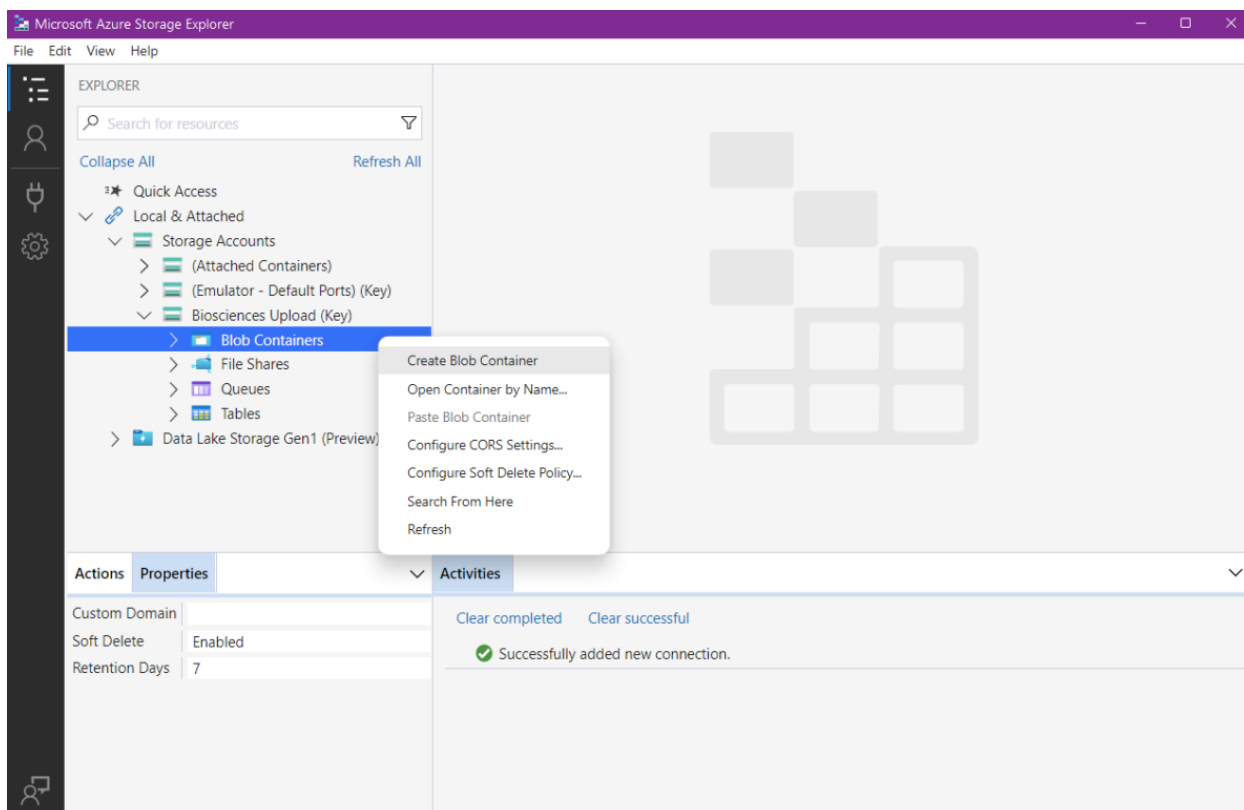 Microsoft Azure Storage Explorer
File Edit View Help
EXPLORER
Search for resources
Collapse All Refresh All
Quick Access
Local & Attached
Storage Accounts
(Attached Containers)
(Emulator - Default Ports) (Key)
Biosciences Upload (Key)
Blob Containers
File Shares
Queues
Tables
Data Lake Storage Gen1 (Preview)
Create Blob Container
Open Container by Name...
Paste Blob Container
Configure CORS Settings...
Configure Soft Delete Policy...
Search From Here
Refresh
Actions Properties
Custom Domain
Soft Delete Enabled
Retention Days 7
Activities
Clear completed Clear successful
Successfully added new connection.